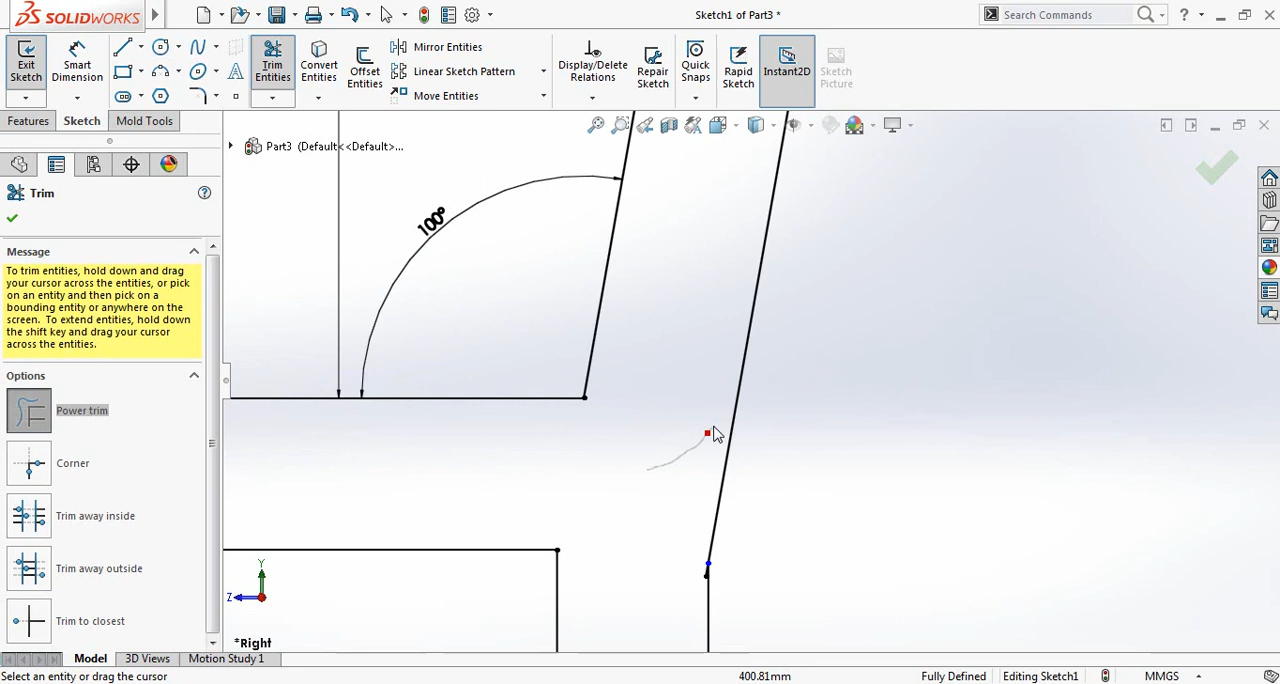 SOLIDWORKS
Sketch1 of Part3 *
Search Commands
?
Exit Sketch
Smart Dimension
Trim Entities
Convert Entities
Offset Entities
Mirror Entities
Linear Sketch Pattern
Move Entities
Display/Delete Relations
Repair Sketch
Quick Snaps
Rapid Sketch
Instant2D
Sketch Picture
Features
Sketch
Mold Tools
Part3 (Default<<Default>...
Trim
?
Message
To trim entities, hold down and drag
your cursor across the entities, or pick
on an entity and then pick on a
bounding entity or anywhere on the
screen. To extend entities, hold down
the shift key and drag your cursor
across the entities.
Options
Power trim
Corner
Trim away inside
Trim away outside
Trim to closest
100°
Y
Z
*Right
Model
3D Views
Motion Study 1
Select an entity or drag the cursor
400.81mm
Fully Defined
Editing Sketch1
MMGS